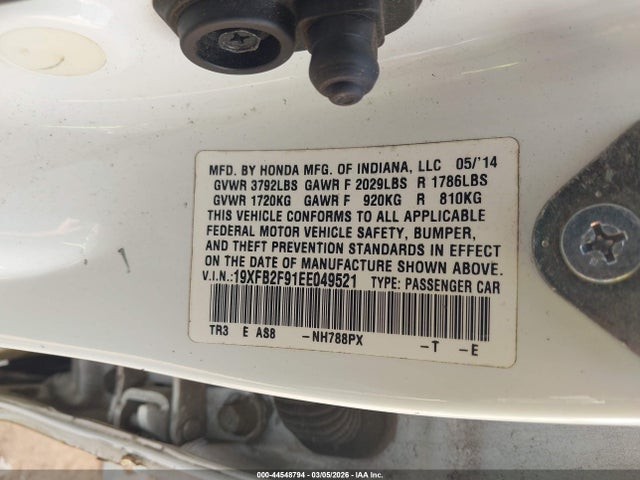 MFD. BY HONDA MFG. OF INDIANA, LLC 05/'14
GVWR 3792LBS GAWR F 2029LBS R 1786LBS
GVWR 1720KG GAWR F 920KG R 810KG
THIS VEHICLE CONFORMS TO ALL APPLICABLE
FEDERAL MOTOR VEHICLE SAFETY, BUMPER,
AND THEFT PREVENTION STANDARDS IN EFFECT
ON THE DATE OF MANUFACTURE SHOWN ABOVE.
V.I.N.:19XFB2F91EE049521 TYPE: PASSENGER CAR
TR3 E AS8 -NH788PX -T -E
000-44548794 - 03/05/2026 - IAA Inc.